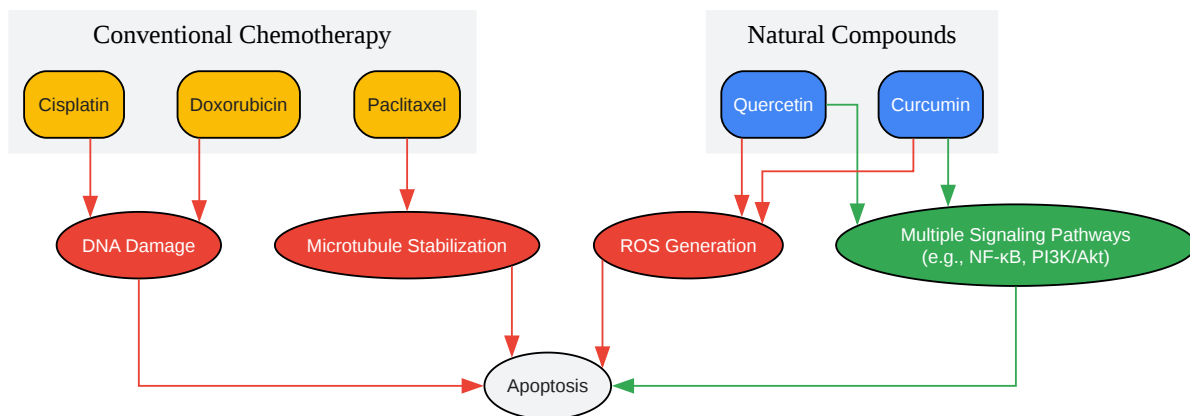 Conventional Chemotherapy
Natural Compounds
Cisplatin
Doxorubicin
Paclitaxel
Quercetin
Curcumin
DNA Damage
Microtubule Stabilization
ROS Generation
Multiple Signaling Pathways
(e.g., NF-κB, PI3K/Akt)
Apoptosis